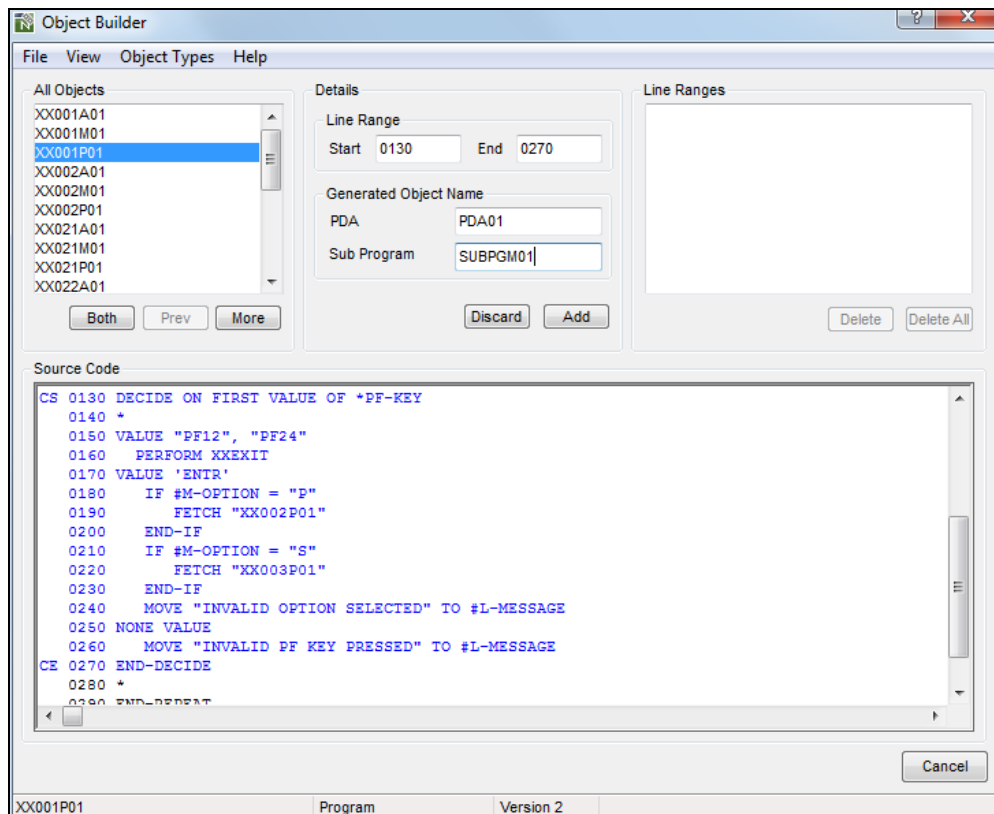 Object Builder
File View Object Types Help
All Objects
XX001A01
XX001M01
XX001P01
XX002A01
XX002M01
XX002P01
XX021A01
XX021M01
XX021P01
XX022A01
Both Prev More
Details
Line Range
Start 0130 End 0270
Generated Object Name
PDA PDA01
Sub Program SUBPGM01
Discard Add
Line Ranges
Delete Delete All
Source Code
CS 0130 DECIDE ON FIRST VALUE OF *PF-KEY
0140 *
0150 VALUE "PF12", "PF24"
0160 PERFORM XXEXIT
0170 VALUE 'ENTR'
0180 IF #M-OPTION = "P"
0190 FETCH "XX002P01"
0200 END-IF
0210 IF #M-OPTION = "S"
0220 FETCH "XX003P01"
0230 END-IF
0240 MOVE "INVALID OPTION SELECTED" TO #L-MESSAGE
0250 NONE VALUE
0260 MOVE "INVALID PF KEY PRESSED" TO #L-MESSAGE
CE 0270 END-DECIDE
0280 *
0290 END-REPEAT
Cancel
XX001P01 Program Version 2